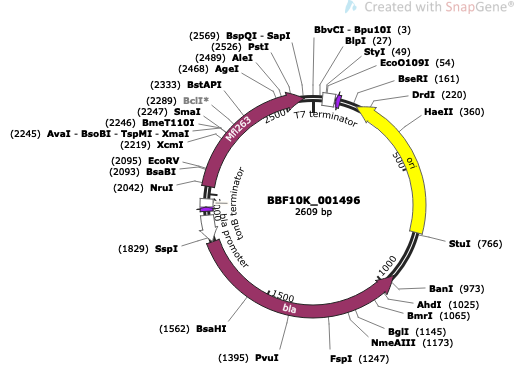 Created with SnapGene®
(2569) BspQI - SapI
(2526) PstI
(2489) AleI
(2468) AgeI
(2333) BstAPI
(2289) BclI*
(2247) SmaI
(2246) BmeT110I
(2245) AvaI - BsoBI - TspMI - XmaI
(2219) XcmI
(2095) EcoRV
(2093) BsaBI
(2042) NruI
(1829) SspI
(1562) BsaHI
(1395) PvuI
BbvCI - Bpu10I (3)
BlpI (27)
StyI (49)
EcoO109I (54)
BseRI (161)
DrdI (220)
HaeII (360)
StuI (766)
BanI (973)
AhdI (1025)
BmrI (1065)
BglI (1145)
NmeAIII (1173)
FspI (1247)
T7 terminator
2500
Mfl263
ori
500
1000
1500
2000
bla
bla promoter
tonB terminator
BBF10K_001496
2609 bp